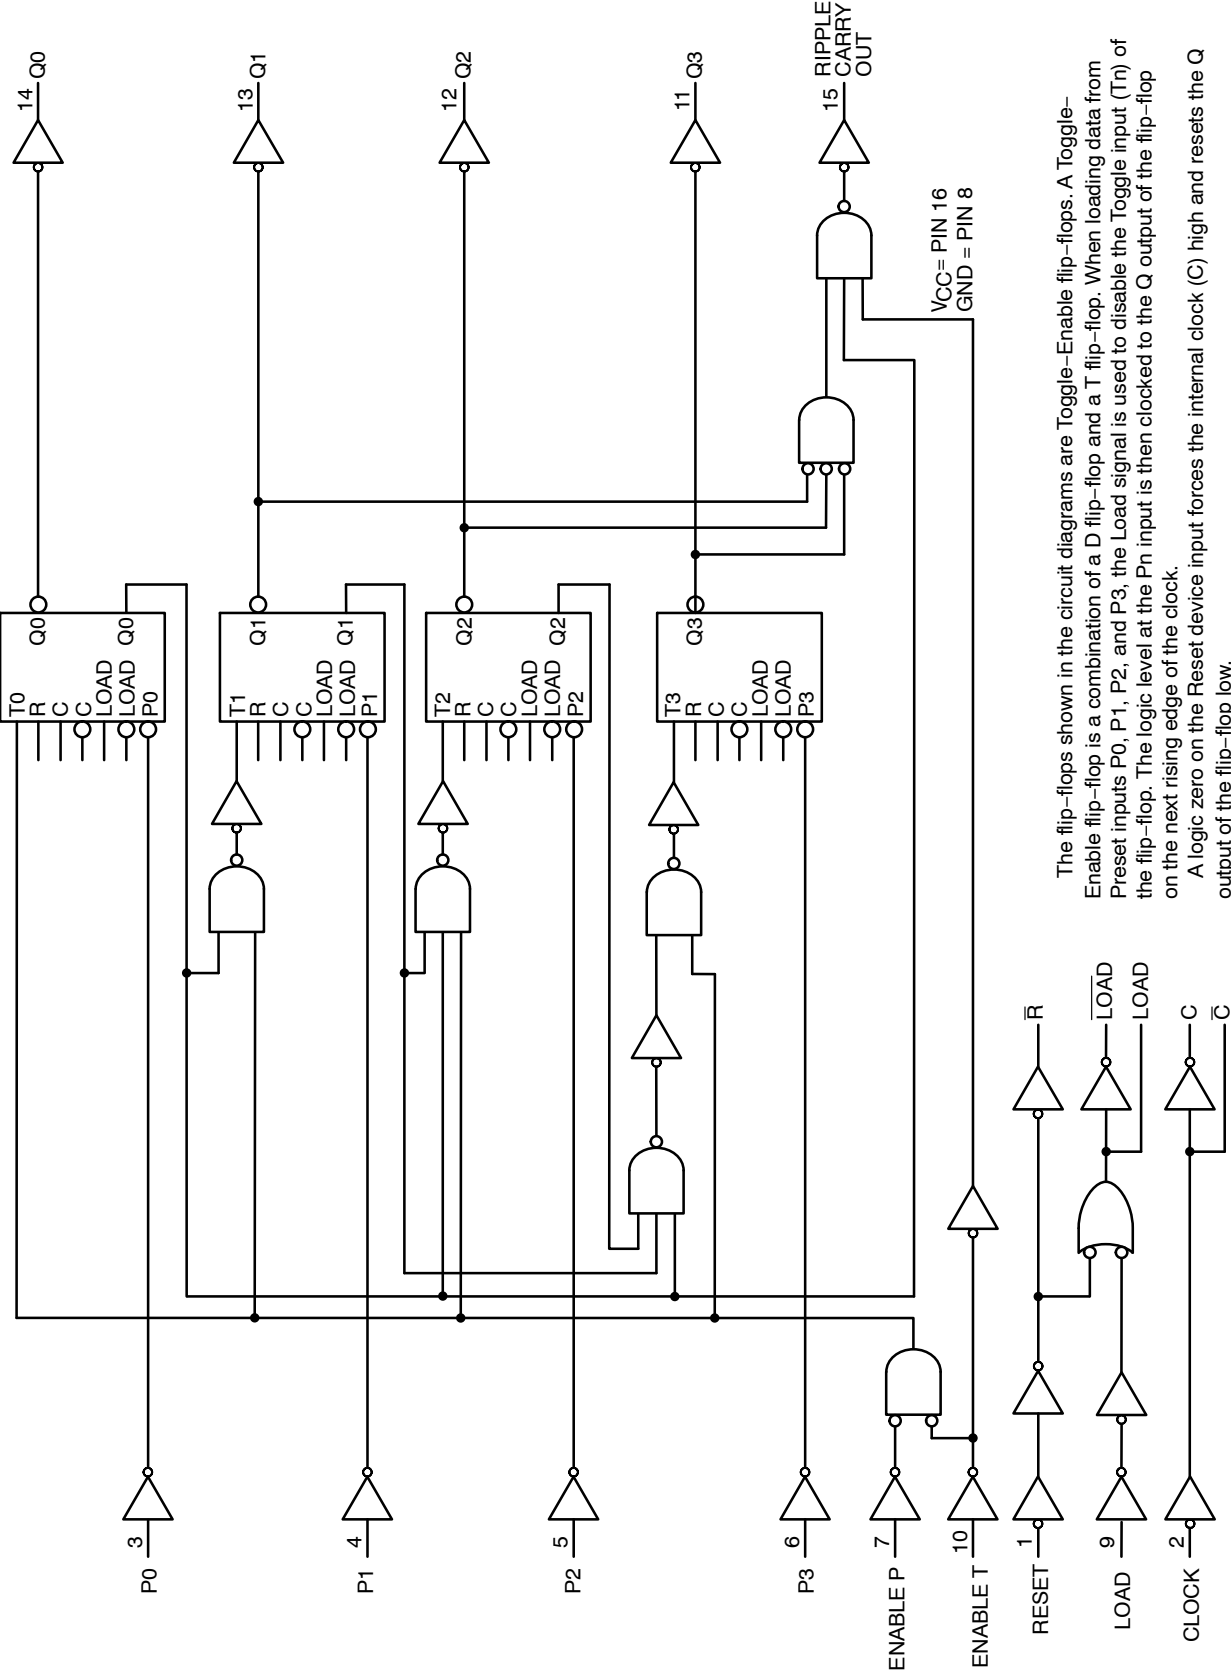 P0
3
P1
4
P2
5
P3
6
ENABLE P
7
ENABLE T
10
RESET
1
LOAD
9
CLOCK
2
R
LOAD
LOAD
C
C
T0
R
C
C
LOAD
LOAD
P0
Q0
Q0
T1
R
C
C
LOAD
LOAD
P1
Q1
Q1
T2
R
C
C
LOAD
LOAD
P2
Q2
Q2
T3
R
C
C
LOAD
LOAD
P3
Q3
14 Q0
13 Q1
12 Q2
11 Q3
15
RIPPLE
CARRY
OUT
VCC= PIN 16
GND = PIN 8
The flip−flops shown in the circuit diagrams are Toggle−Enable flip−flops. A Toggle−
Enable flip−flop is a combination of a D flip−flop and a T flip−flop. When loading data from
Preset inputs P0, P1, P2, and P3, the Load signal is used to disable the Toggle input (Tn) of
the flip−flop. The logic level at the Pn input is then clocked to the Q output of the flip−flop
on the next rising edge of the clock.
A logic zero on the Reset device input forces the internal clock (C) high and resets the Q
output of the flip−flop low.